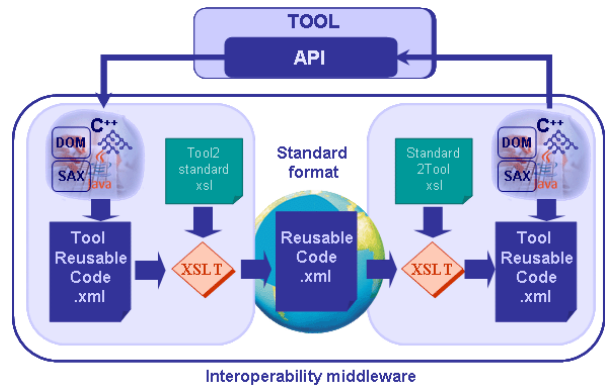 TOOL
API
C++
DOM
SAX
Java
Tool2
standard
xsl
Standard
format
Standard
2Tool
xsl
C++
DOM
SAX
Java
Tool
Reusable
Code
.xml
XSLT
Reusable
Code
.xml
XSLT
Tool
Reusable
Code
.xml
Interoperability middleware